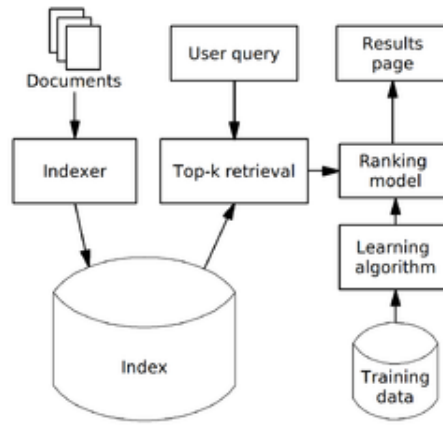 Documents
User query
Results
page
Indexer
Top-k retrieval
Ranking
model
Learning
algorithm
Index
Training
data